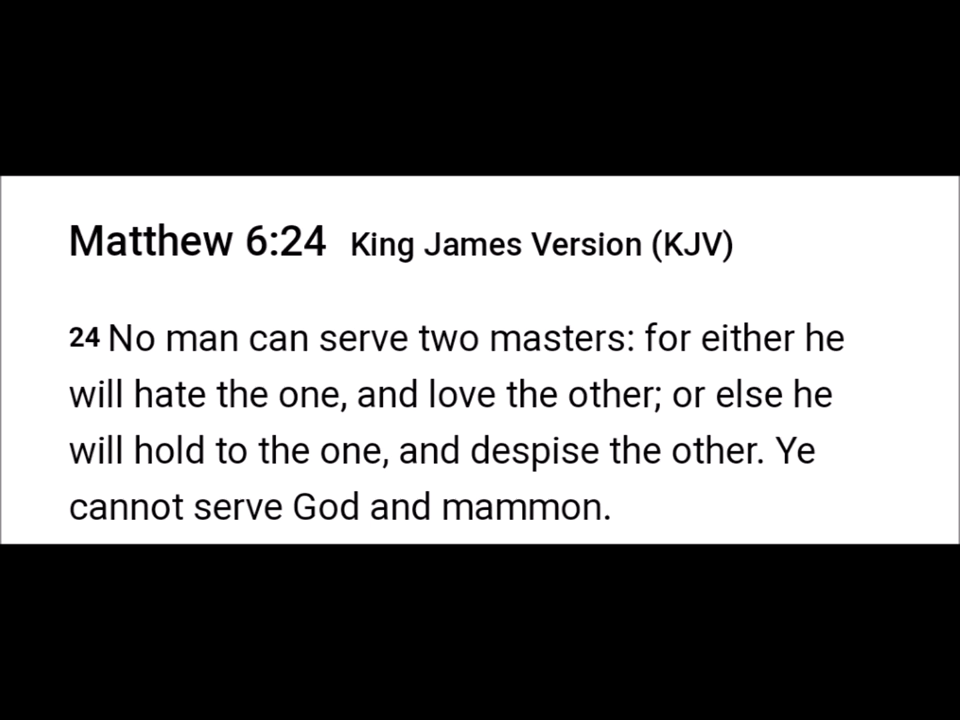 Matthew 6:24 King James Version (KJV)
24 No man can serve two masters: for either he
will hate the one, and love the other; or else he
will hold to the one, and despise the other. Ye
cannot serve God and mammon.